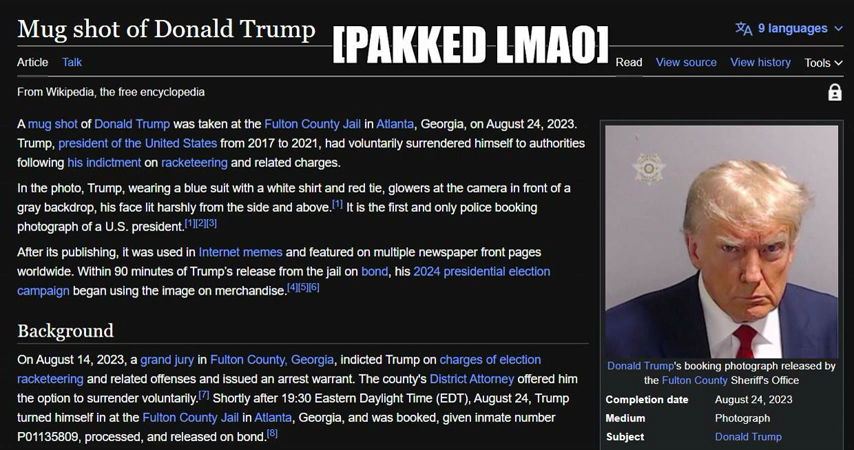 Mug shot of Donald Trump
[PAKKED LMAO]
9 languages
Article Talk
Read View source View history Tools
From Wikipedia, the free encyclopedia
A mug shot of Donald Trump was taken at the Fulton County Jail in Atlanta, Georgia, on August 24, 2023.
Trump, president of the United States from 2017 to 2021, had voluntarily surrendered himself to authorities
following his indictment on racketeering and related charges.
In the photo, Trump, wearing a blue suit with a white shirt and red tie, glowers at the camera in front of a
gray backdrop, his face lit harshly from the side and above.[1] It is the first and only police booking
photograph of a U.S. president.[1][2][3]
After its publishing, it was used in Internet memes and featured on multiple newspaper front pages
worldwide. Within 90 minutes of Trump's release from the jail on bond, his 2024 presidential election
campaign began using the image on merchandise.[4][5][6]
Background
On August 14, 2023, a grand jury in Fulton County, Georgia, indicted Trump on charges of election
racketeering and related offenses and issued an arrest warrant. The county's District Attorney offered him
the option to surrender voluntarily.[7] Shortly after 19:30 Eastern Daylight Time (EDT), August 24, Trump
turned himself in at the Fulton County Jail in Atlanta, Georgia, and was booked, given inmate number
P01135809, processed, and released on bond.[8]
Donald Trump's booking photograph released by
the Fulton County Sheriff's Office
Completion date August 24, 2023
Medium Photograph
Subject Donald Trump